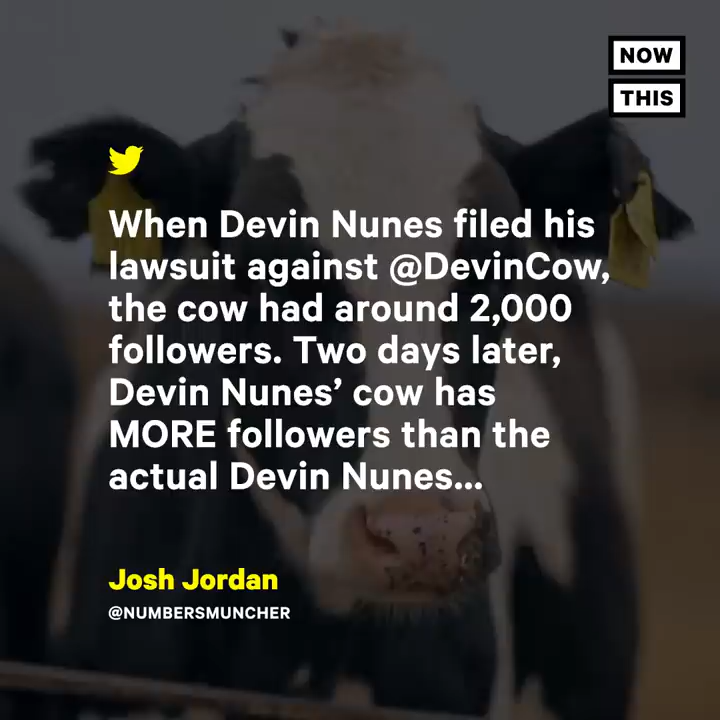 NOW
THIS
When Devin Nunes filed his
lawsuit against @DevinCow,
the cow had around 2,000
followers. Two days later,
Devin Nunes’ cow has
MORE followers than the
actual Devin Nunes...
Josh Jordan
@NUMBERSMUNCHER